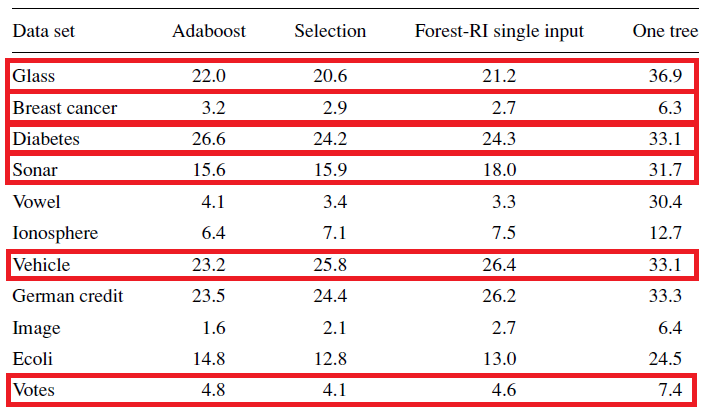 Data set Adaboost Selection Forest-RI single input One tree
Glass 22.0 20.6 21.2 36.9
Breast cancer 3.2 2.9 2.7 6.3
Diabetes 26.6 24.2 24.3 33.1
Sonar 15.6 15.9 18.0 31.7
Vowel 4.1 3.4 3.3 30.4
Ionosphere 6.4 7.1 7.5 12.7
Vehicle 23.2 25.8 26.4 33.1
German credit 23.5 24.4 26.2 33.3
Image 1.6 2.1 2.7 6.4
Ecoli 14.8 12.8 13.0 24.5
Votes 4.8 4.1 4.6 7.4